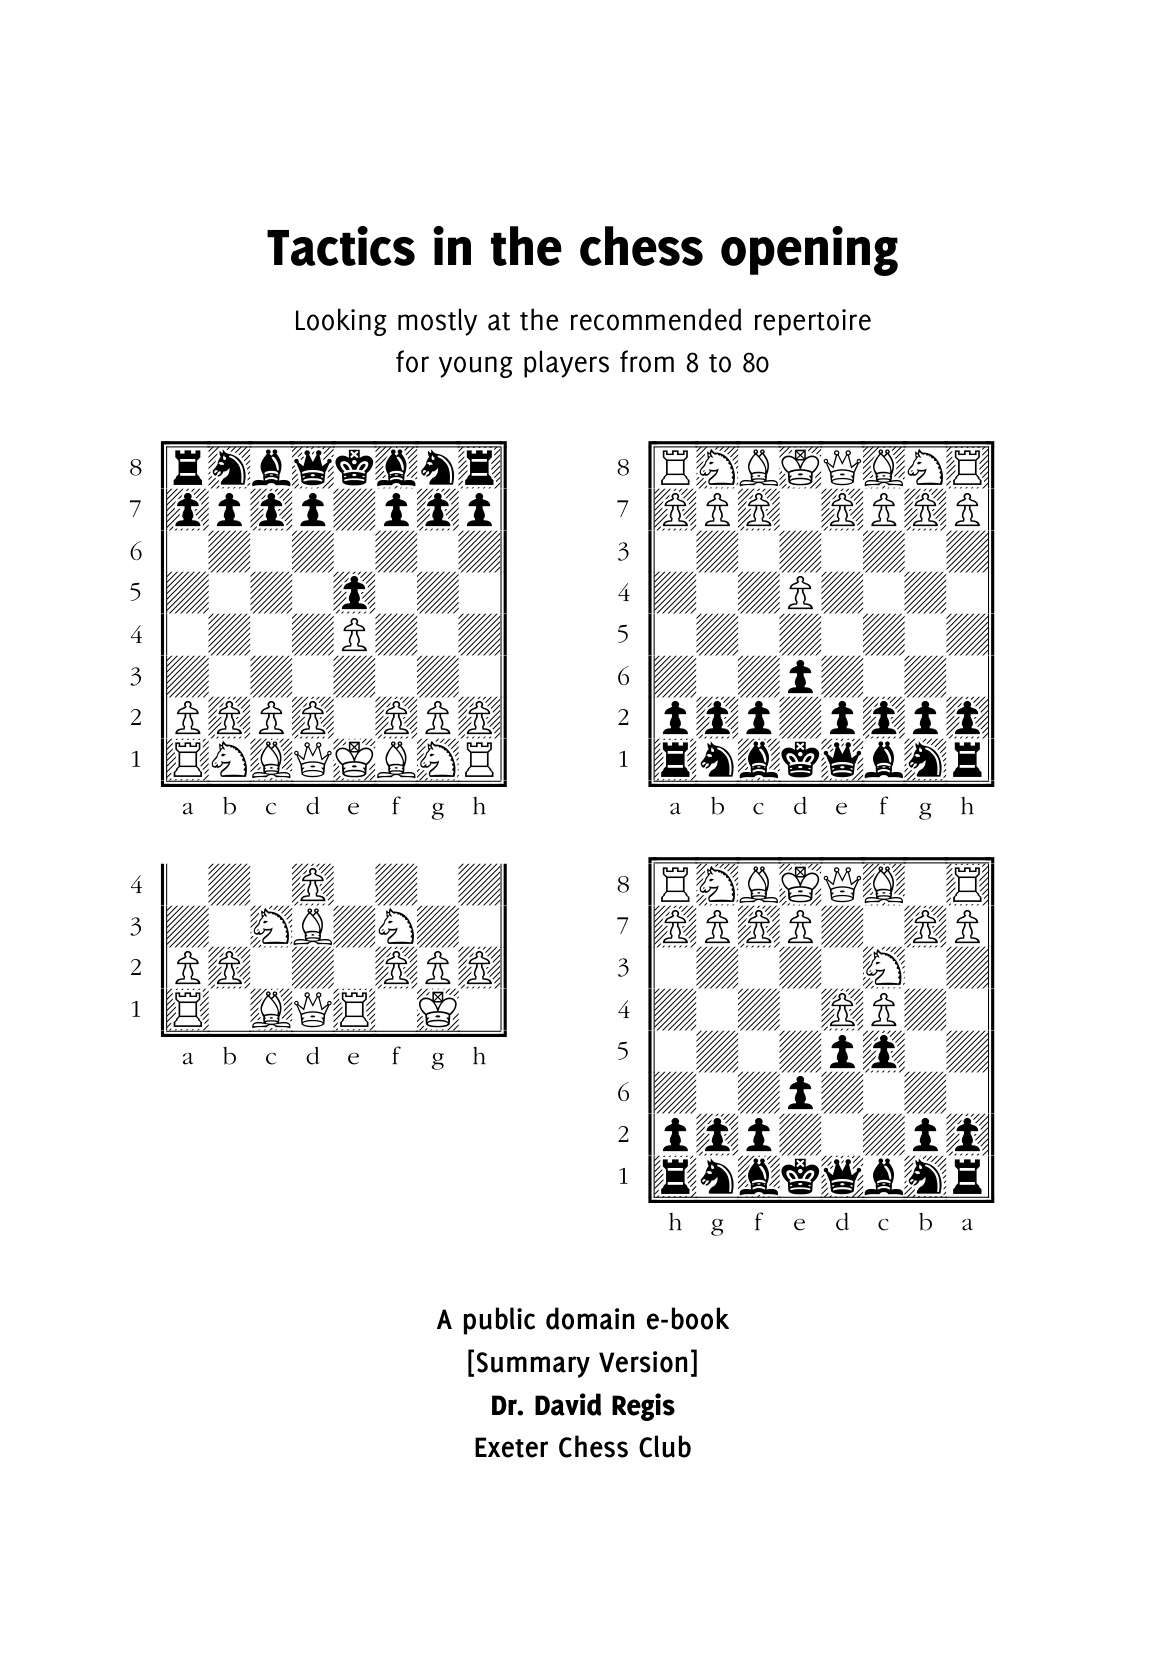 Tactics in the chess opening
Looking mostly at the recommended repertoire
for young players from 8 to 80
8
7
6
5
4
3
2
1
a b c d e f g h
8
7
3
4
5
6
2
1
a b c d e f g h
4
3
2
1
a b c d e f g h
8
7
3
4
5
6
2
1
h g f e d c b a
A public domain e-book
[Summary Version]
Dr. David Regis
Exeter Chess Club